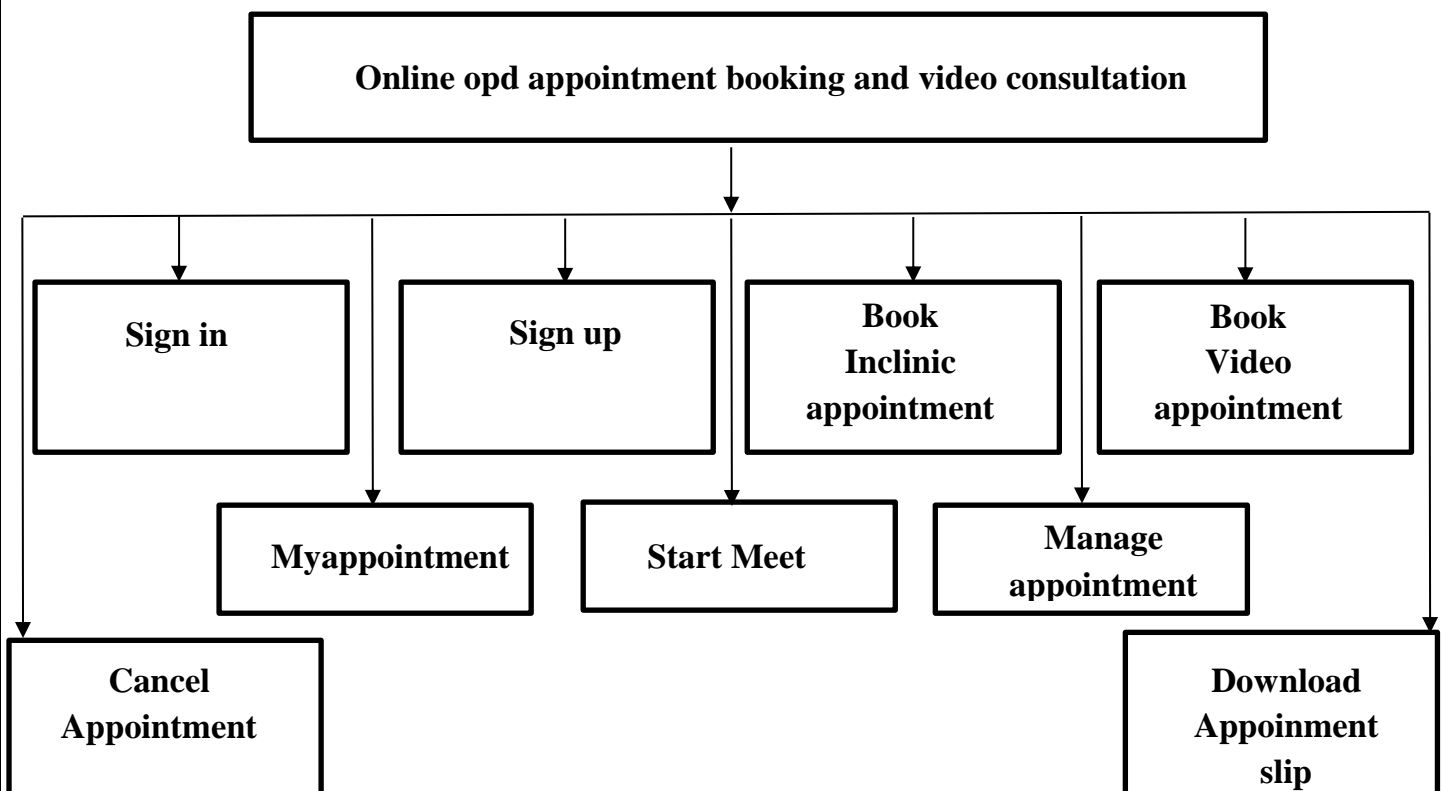 Online opd appointment booking and video consultation
Sign in
Sign up
Book
Inclinic
appointment
Book
Video
appointment
Myappointment
Start Meet
Manage
appointment
Cancel
Appointment
Download
Appoinment
slip